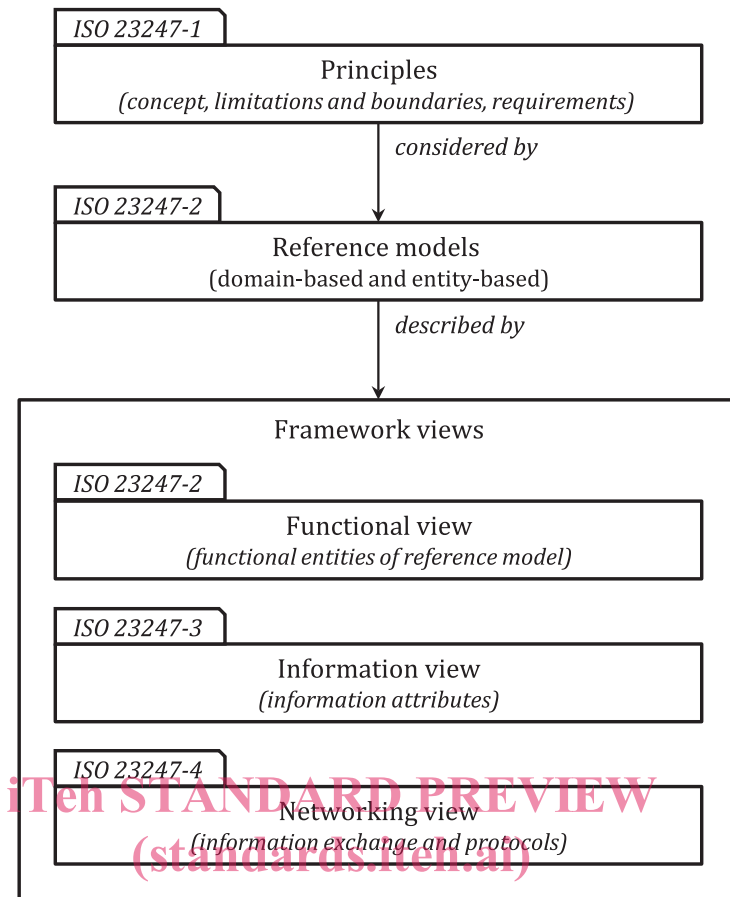 ISO 23247-1
Principles
(concept, limitations and boundaries, requirements)
considered by
ISO 23247-2
Reference models
(domain-based and entity-based)
described by
Framework views
ISO 23247-2
Functional view
(functional entities of reference model)
ISO 23247-3
Information view
(information attributes)
ISO 23247-4
iTeh STANDARD PREVIEW
Networking view
(information exchange and protocols)
(standards.iteh.ai)